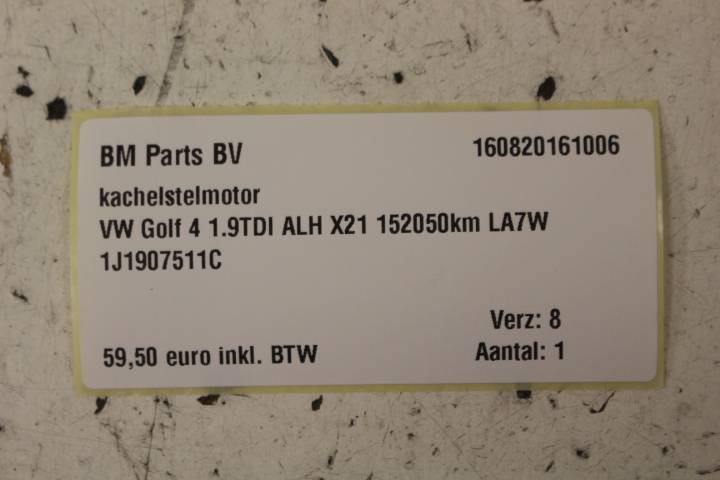 BM Parts BV 160820161006
kachelstelmotor
VW Golf 4 1.9TDI ALH X21 152050km LA7W
1J1907511C
Verz: 8
59,50 euro inkl. BTW Aantal: 1